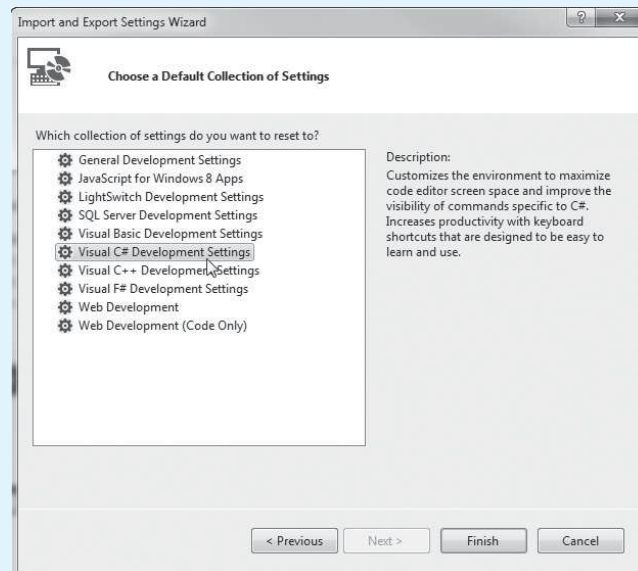 Import and Export Settings Wizard
Choose a Default Collection of Settings
Which collection of settings do you want to reset to?
General Development Settings
JavaScript for Windows 8 Apps
LightSwitch Development Settings
SQL Server Development Settings
Visual Basic Development Settings
Visual C# Development Settings
Visual C++ Development Settings
Visual F# Development Settings
Web Development
Web Development (Code Only)
Description:
Customizes the environment to maximize
code editor screen space and improve the
visibility of commands specific to C#.
Increases productivity with keyboard
shortcuts that are designed to be easy to
learn and use.
< Previous
Next >
Finish
Cancel